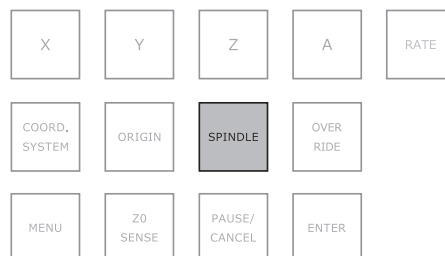 X Y Z A RATE
COORD. ORIGIN SPINDLE OVER
SYSTEM RIDE
MENU Z0 PAUSE/ ENTER
SENSE CANCEL